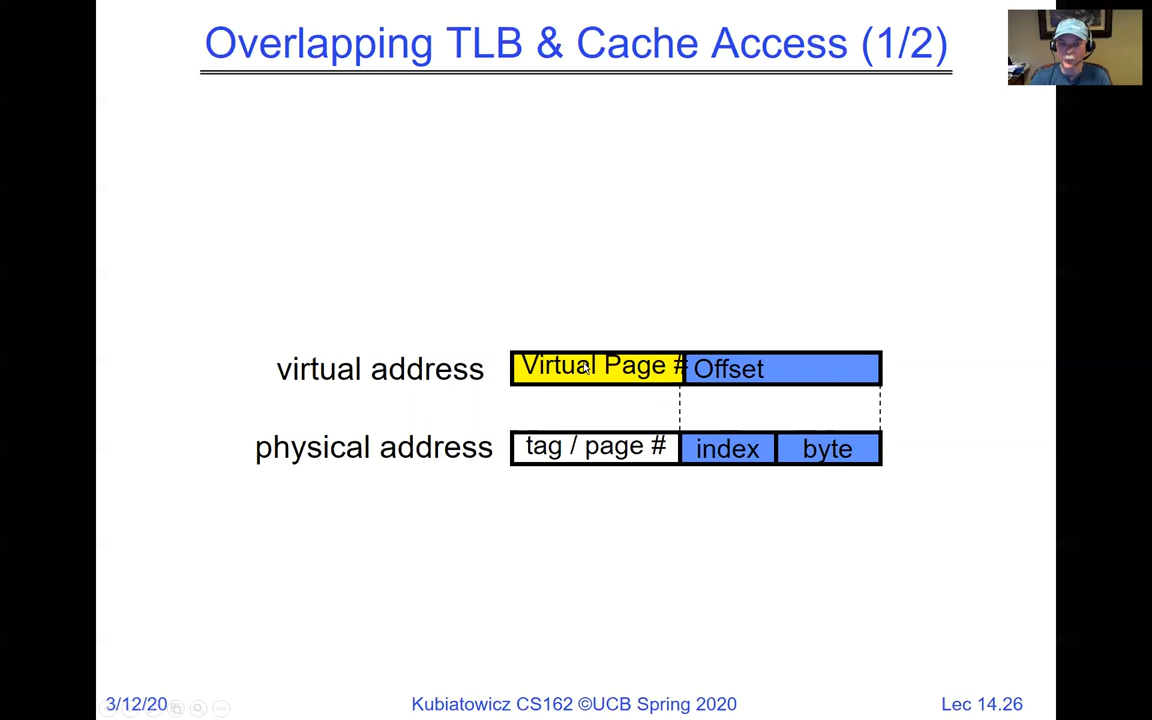 Overlapping TLB & Cache Access (1/2)
virtual address Virtual Page # Offset
physical address tag / page # index byte
3/12/20 Kubiatowicz CS162 ©UCB Spring 2020 Lec 14.26